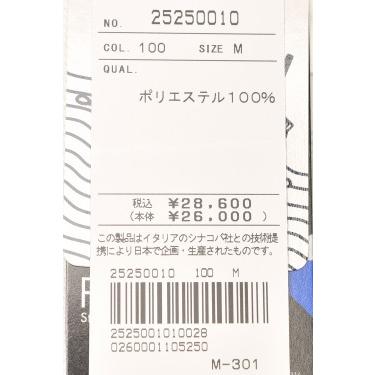 NO. 25250010
COL. 100 SIZE M
QUAL.
ポリエステル100%
税込 ¥28,600
(本体 ¥26,000)
この製品はイタリアのシナコバ社との技術提
携により日本で企画・生産されたものです。
25250010 100 M
2525001010028
0260001105250
M-301